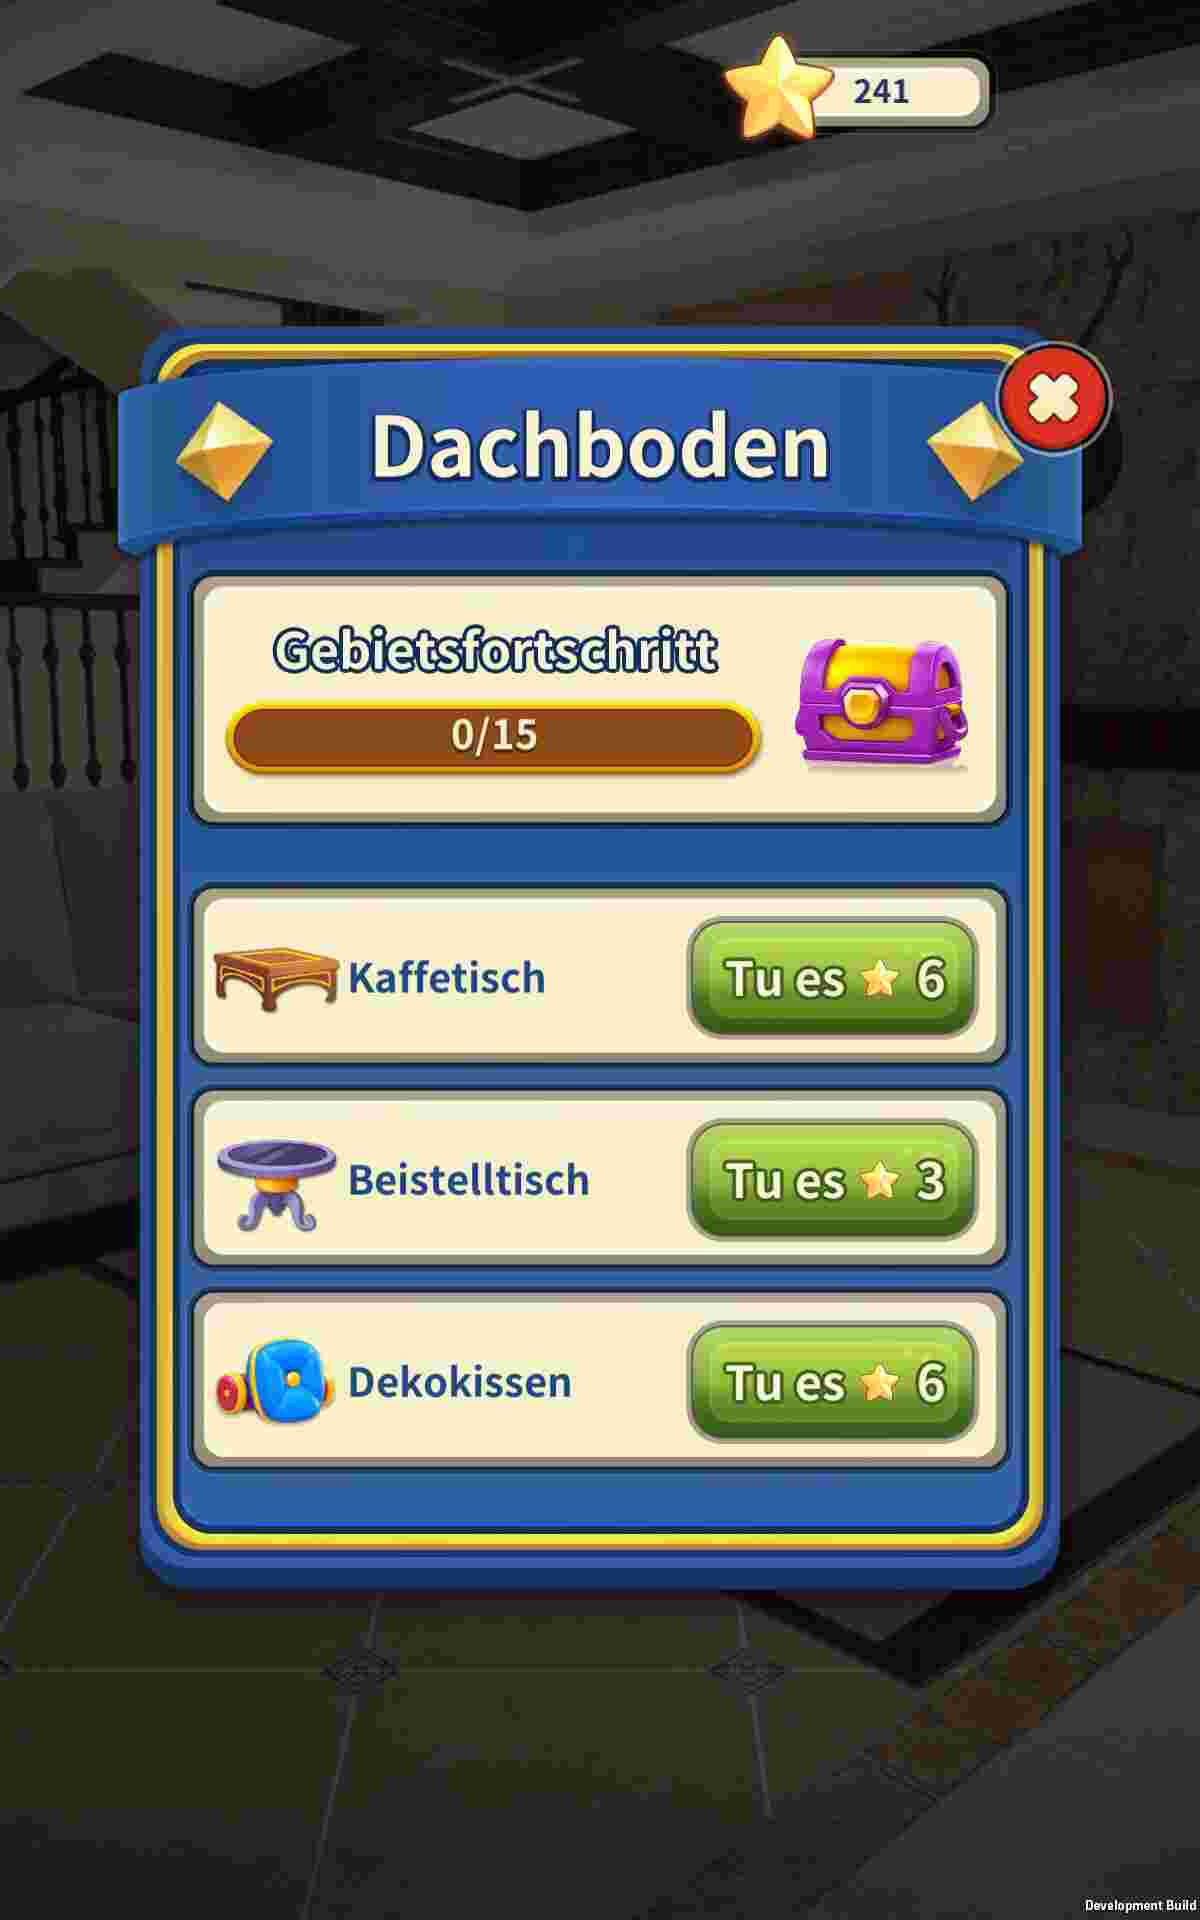 241
Dachboden
Gebietsfortschritt
0/15
Kaffetisch
Tu es 6
Beistelltisch
Tu es 3
Dekokissen
Tu es 6
Development Build